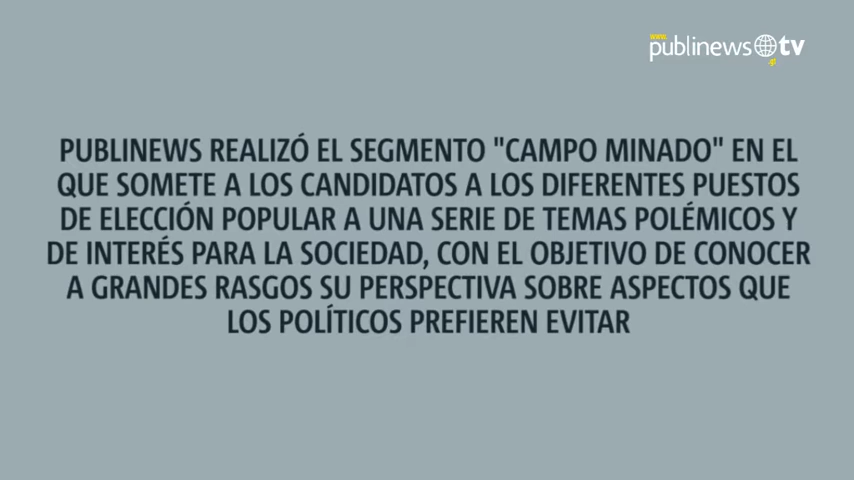 www.
publinews tv
gt
PUBLINEWS REALIZÓ EL SEGMENTO "CAMPO MINADO" EN EL
QUE SOMETE A LOS CANDIDATOS A LOS DIFERENTES PUESTOS
DE ELECCIÓN POPULAR A UNA SERIE DE TEMAS POLÉMICOS Y
DE INTERÉS PARA LA SOCIEDAD, CON EL OBJETIVO DE CONOCER
A GRANDES RASGOS SU PERSPECTIVA SOBRE ASPECTOS QUE
LOS POLÍTICOS PREFIEREN EVITAR